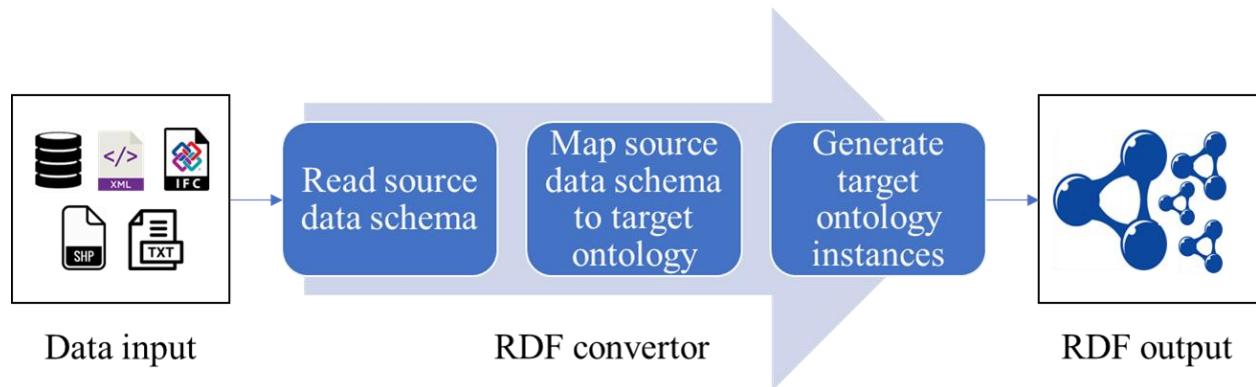 </>
XML
IFC
SHP
TXT
Read source
data schema
Map source
data schema
to target
ontology
Generate
target
ontology
instances
Data input
RDF convertor
RDF output